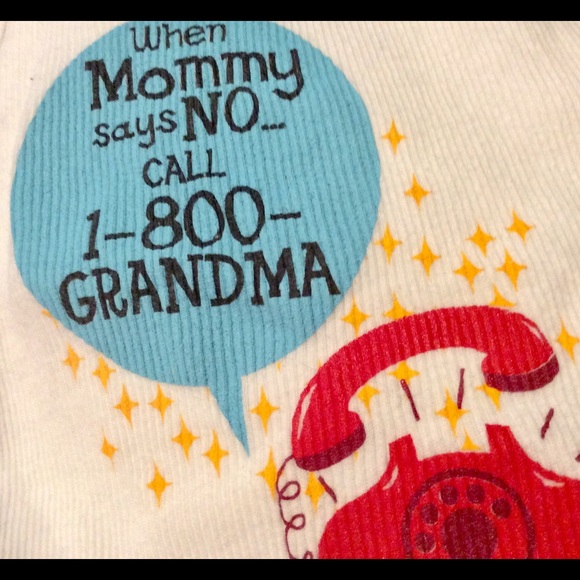 When
Mommy
says NO...
CALL
1-800-
GRANDMA